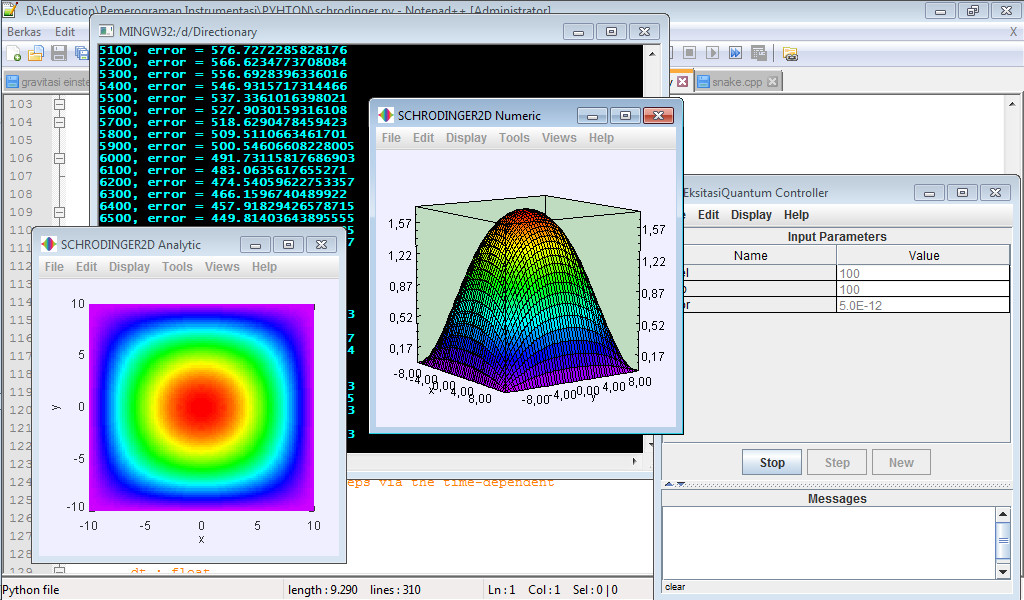 D:\Education\Pemerograman Instrumentasi\PYHTON\schrodinger.py - Notepad++ [Administrator]
Berkas Edit
X
gravitasi einste
snake.cpp
103
104
105
106
107
108
109
110
111
112
113
114
115
116
117
118
119
120
121
122
123
124
125
126
127
128
129
eps via the time-dependent
dt : float
Python file
length : 9.290 lines : 310
Ln : 1 Col : 1 Sel : 0 | 0
MINGW32:/d/Directionary
5100, error = 576.7272285828176
5200, error = 566.6234773708084
5300, error = 556.6928396336016
5400, error = 546.9315717314466
5500, error = 537.3361016398021
5600, error = 527.9030159316108
5700, error = 518.6290478459423
5800, error = 509.5110663461701
5900, error = 500.54606608228005
6000, error = 491.73115817686903
6100, error = 483.0635617655271
6200, error = 474.54059622753357
6300, error = 466.1596740489922
6400, error = 457.91829426578715
6500, error = 449.81403643895555
7
3
7
4
3
5
3
3
SCHRODINGER2D Numeric
File Edit Display Tools Views Help
1,57
1,22
0,87
0,52
0,17
1,57
1,22
0,87
0,52
0,17
-8,00
-4,00
0,00
4,00
8,00
x
-8,00
-4,00
0,00
4,00
8,00
y
SCHRODINGER2D Analytic
File Edit Display Tools Views Help
10
5
0
-5
-10
y
-10 -5 0 5 10
x
EksitasiQuantum Controller
Edit Display Help
Input Parameters
Name Value
el 100
100
or 5.0E-12
Stop Step New
Messages
clear